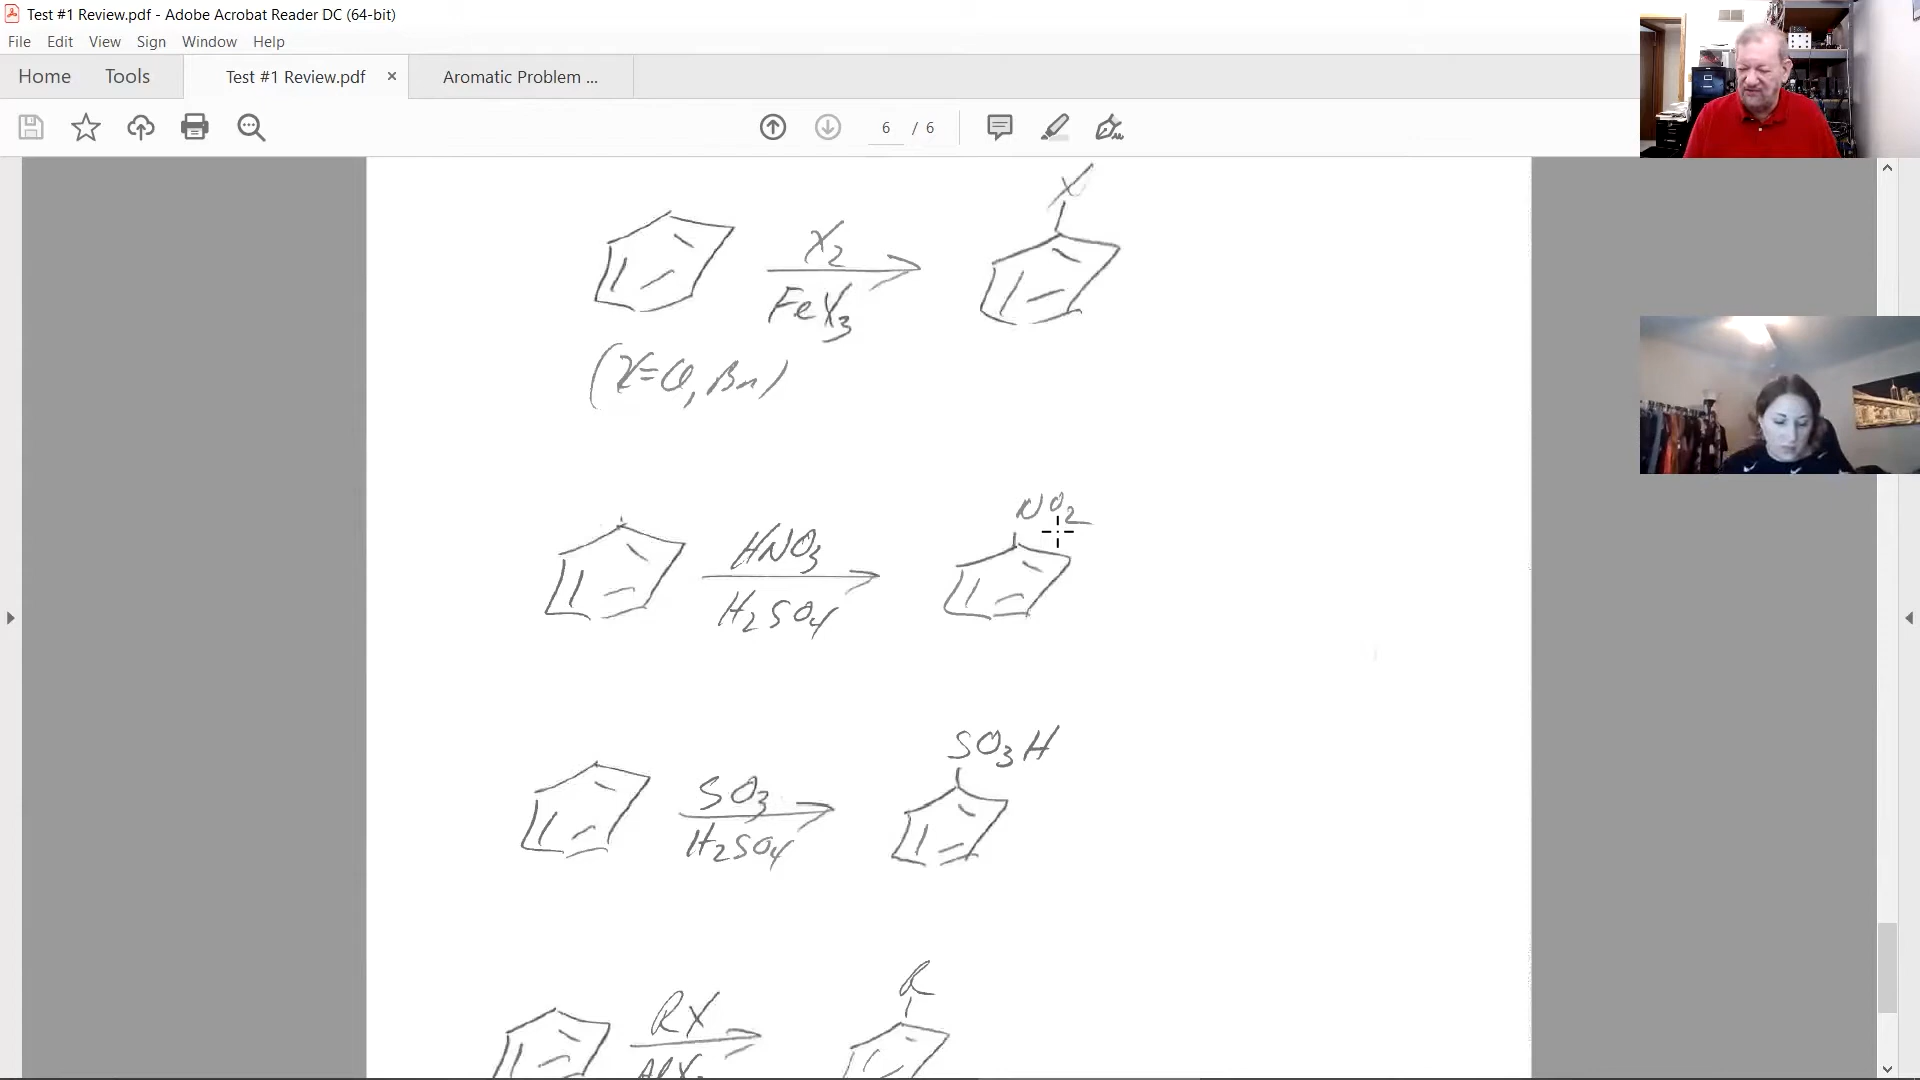 Test #1 Review.pdf - Adobe Acrobat Reader DC (64-bit)
File Edit View Sign Window Help
Home Tools Test #1 Review.pdf × Aromatic Problem ...
6 / 6
X
X2
FeX3
(X=Cl, Br)
NO2
HNO3
H2SO4
SO3H
SO3
H2SO4
R
RX